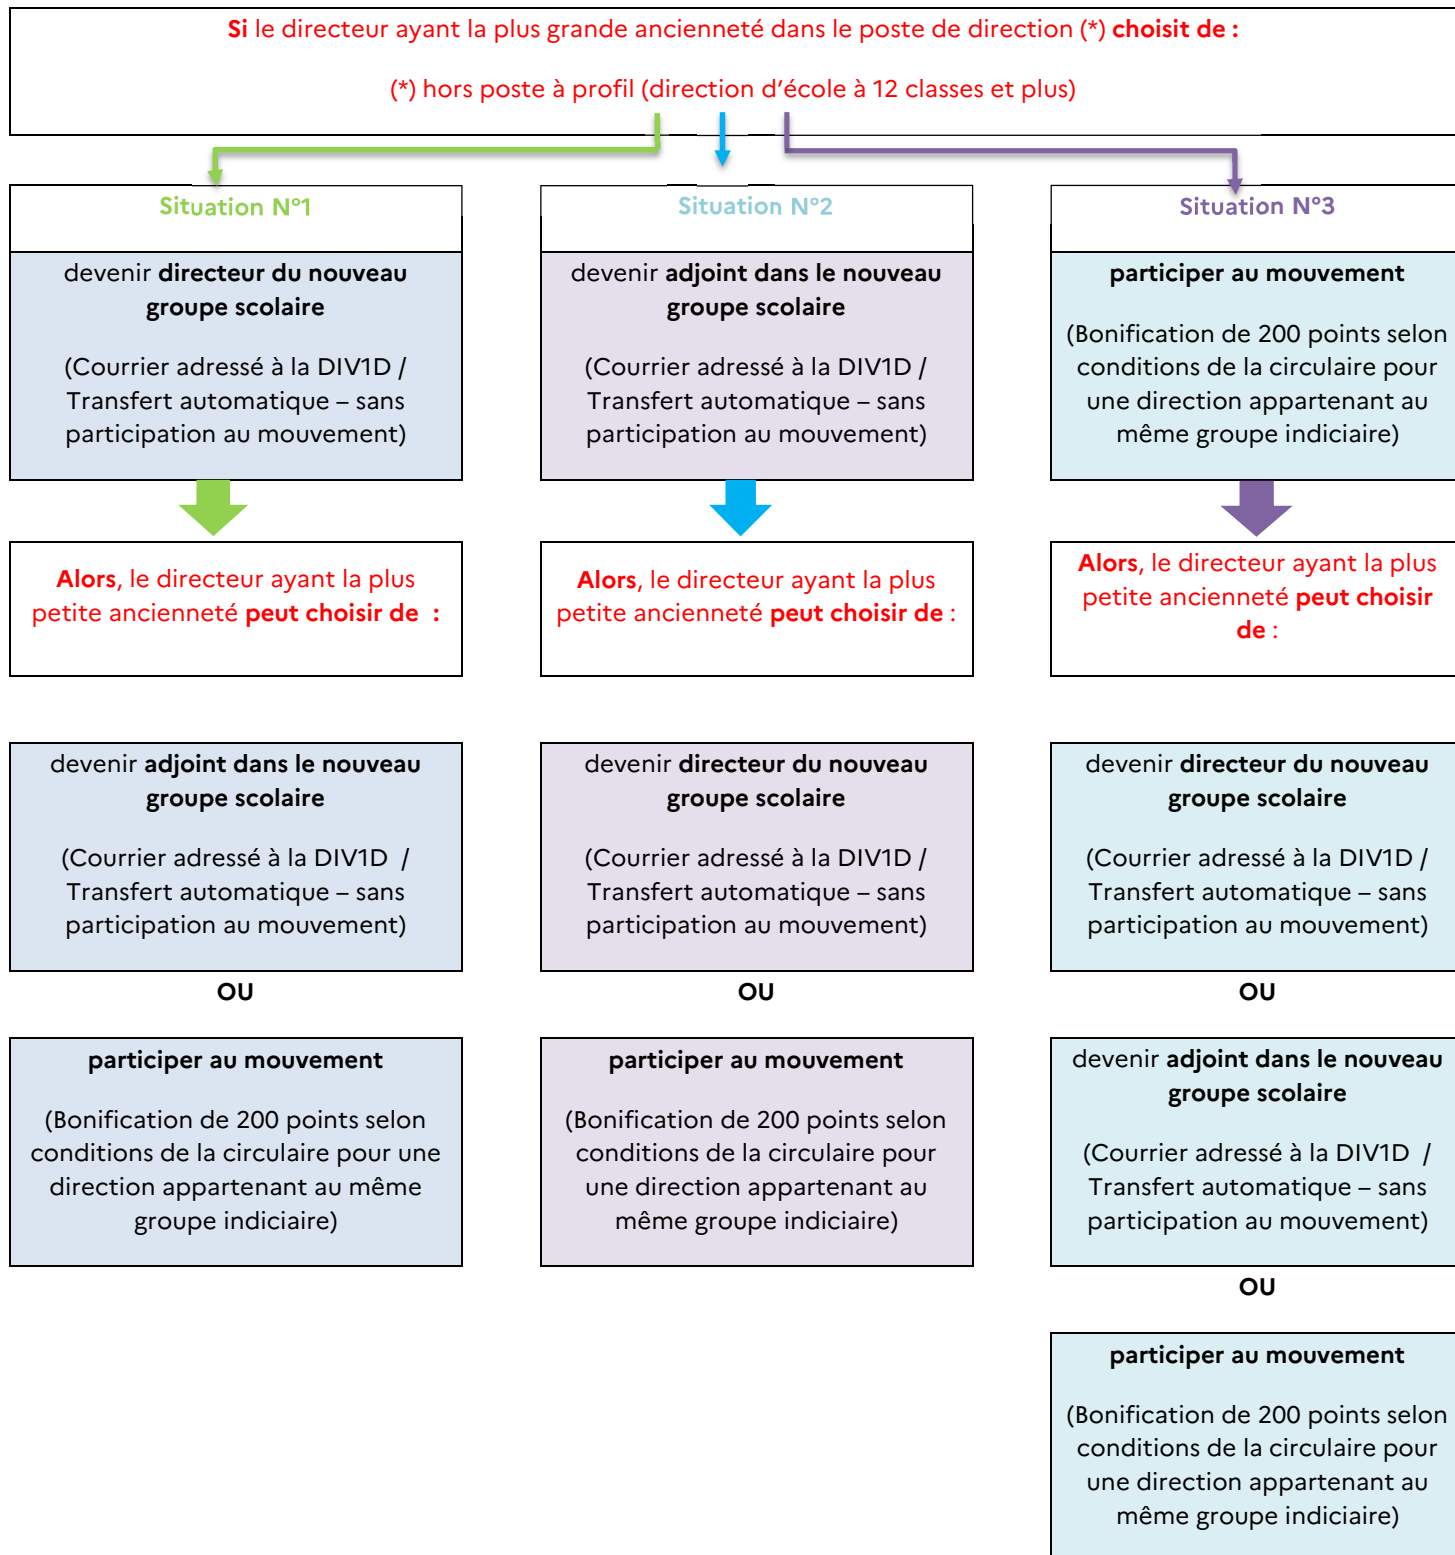 Si le directeur ayant la plus grande ancienneté dans le poste de direction (*) choisit de :
(*) hors poste à profil (direction d’école à 12 classes et plus)
Situation N°1
devenir directeur du nouveau
groupe scolaire
(Courrier adressé à la DIV1D /
Transfert automatique – sans
participation au mouvement)
Alors, le directeur ayant la plus
petite ancienneté peut choisir de :
devenir adjoint dans le nouveau
groupe scolaire
(Courrier adressé à la DIV1D /
Transfert automatique – sans
participation au mouvement)
OU
participer au mouvement
(Bonification de 200 points selon
conditions de la circulaire pour une
direction appartenant au même
groupe indiciaire)
Situation N°2
devenir adjoint dans le nouveau
groupe scolaire
(Courrier adressé à la DIV1D /
Transfert automatique – sans
participation au mouvement)
Alors, le directeur ayant la plus
petite ancienneté peut choisir de :
devenir directeur du nouveau
groupe scolaire
(Courrier adressé à la DIV1D /
Transfert automatique – sans
participation au mouvement)
OU
participer au mouvement
(Bonification de 200 points selon
conditions de la circulaire pour
une direction appartenant au
même groupe indiciaire)
Situation N°3
participer au mouvement
(Bonification de 200 points selon
conditions de la circulaire pour
une direction appartenant au
même groupe indiciaire)
Alors, le directeur ayant la plus
petite ancienneté peut choisir
de :
devenir directeur du nouveau
groupe scolaire
(Courrier adressé à la DIV1D /
Transfert automatique – sans
participation au mouvement)
OU
devenir adjoint dans le nouveau
groupe scolaire
(Courrier adressé à la DIV1D /
Transfert automatique – sans
participation au mouvement)
OU
participer au mouvement
(Bonification de 200 points selon
conditions de la circulaire pour
une direction appartenant au
même groupe indiciaire)